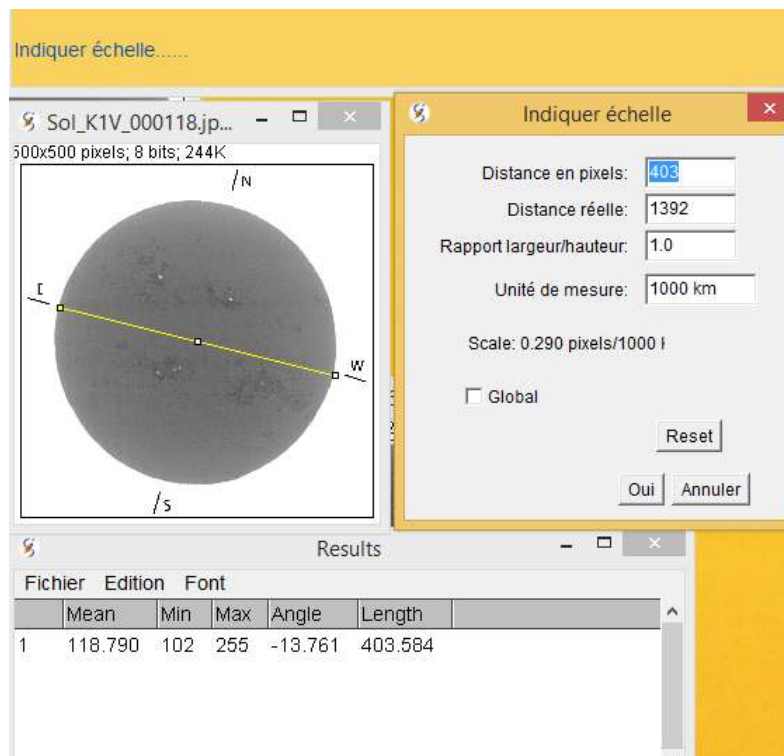 Indiquer échelle......
Sol_K1V_000118.jp...
500x500 pixels; 8 bits; 244K
N
E
W
S
Indiquer échelle
Distance en pixels: 403
Distance réelle: 1392
Rapport largeur/hauteur: 1.0
Unité de mesure: 1000 km
Scale: 0.290 pixels/1000
Global
Reset
Oui Annuler
Results
Fichier Edition Font
Mean Min Max Angle Length
1 118.790 102 255 -13.761 403.584